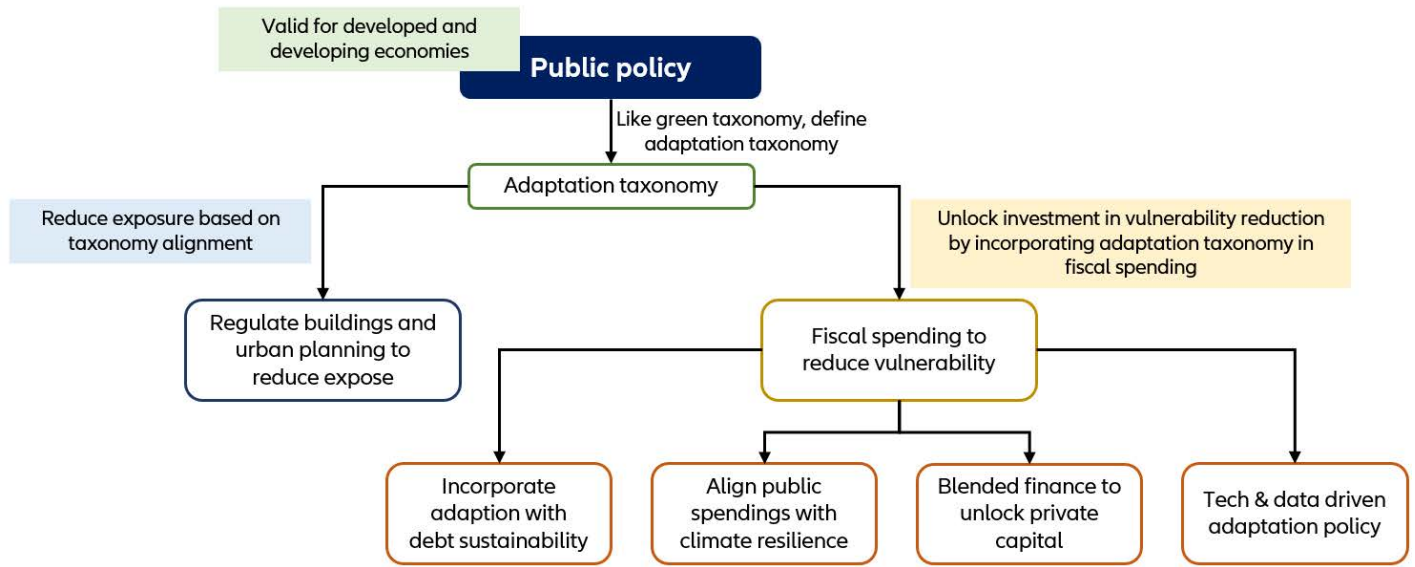 Valid for developed and
developing economies
Public policy
Like green taxonomy, define
adaptation taxonomy
Adaptation taxonomy
Reduce exposure based on
taxonomy alignment
Unlock investment in vulnerability reduction
by incorporating adaptation taxonomy in
fiscal spending
Regulate buildings and
urban planning to
reduce expose
Fiscal spending to
reduce vulnerability
Incorporate
adaption with
debt sustainability
Align public
spendings with
climate resilience
Blended finance to
unlock private
capital
Tech & data driven
adaptation policy